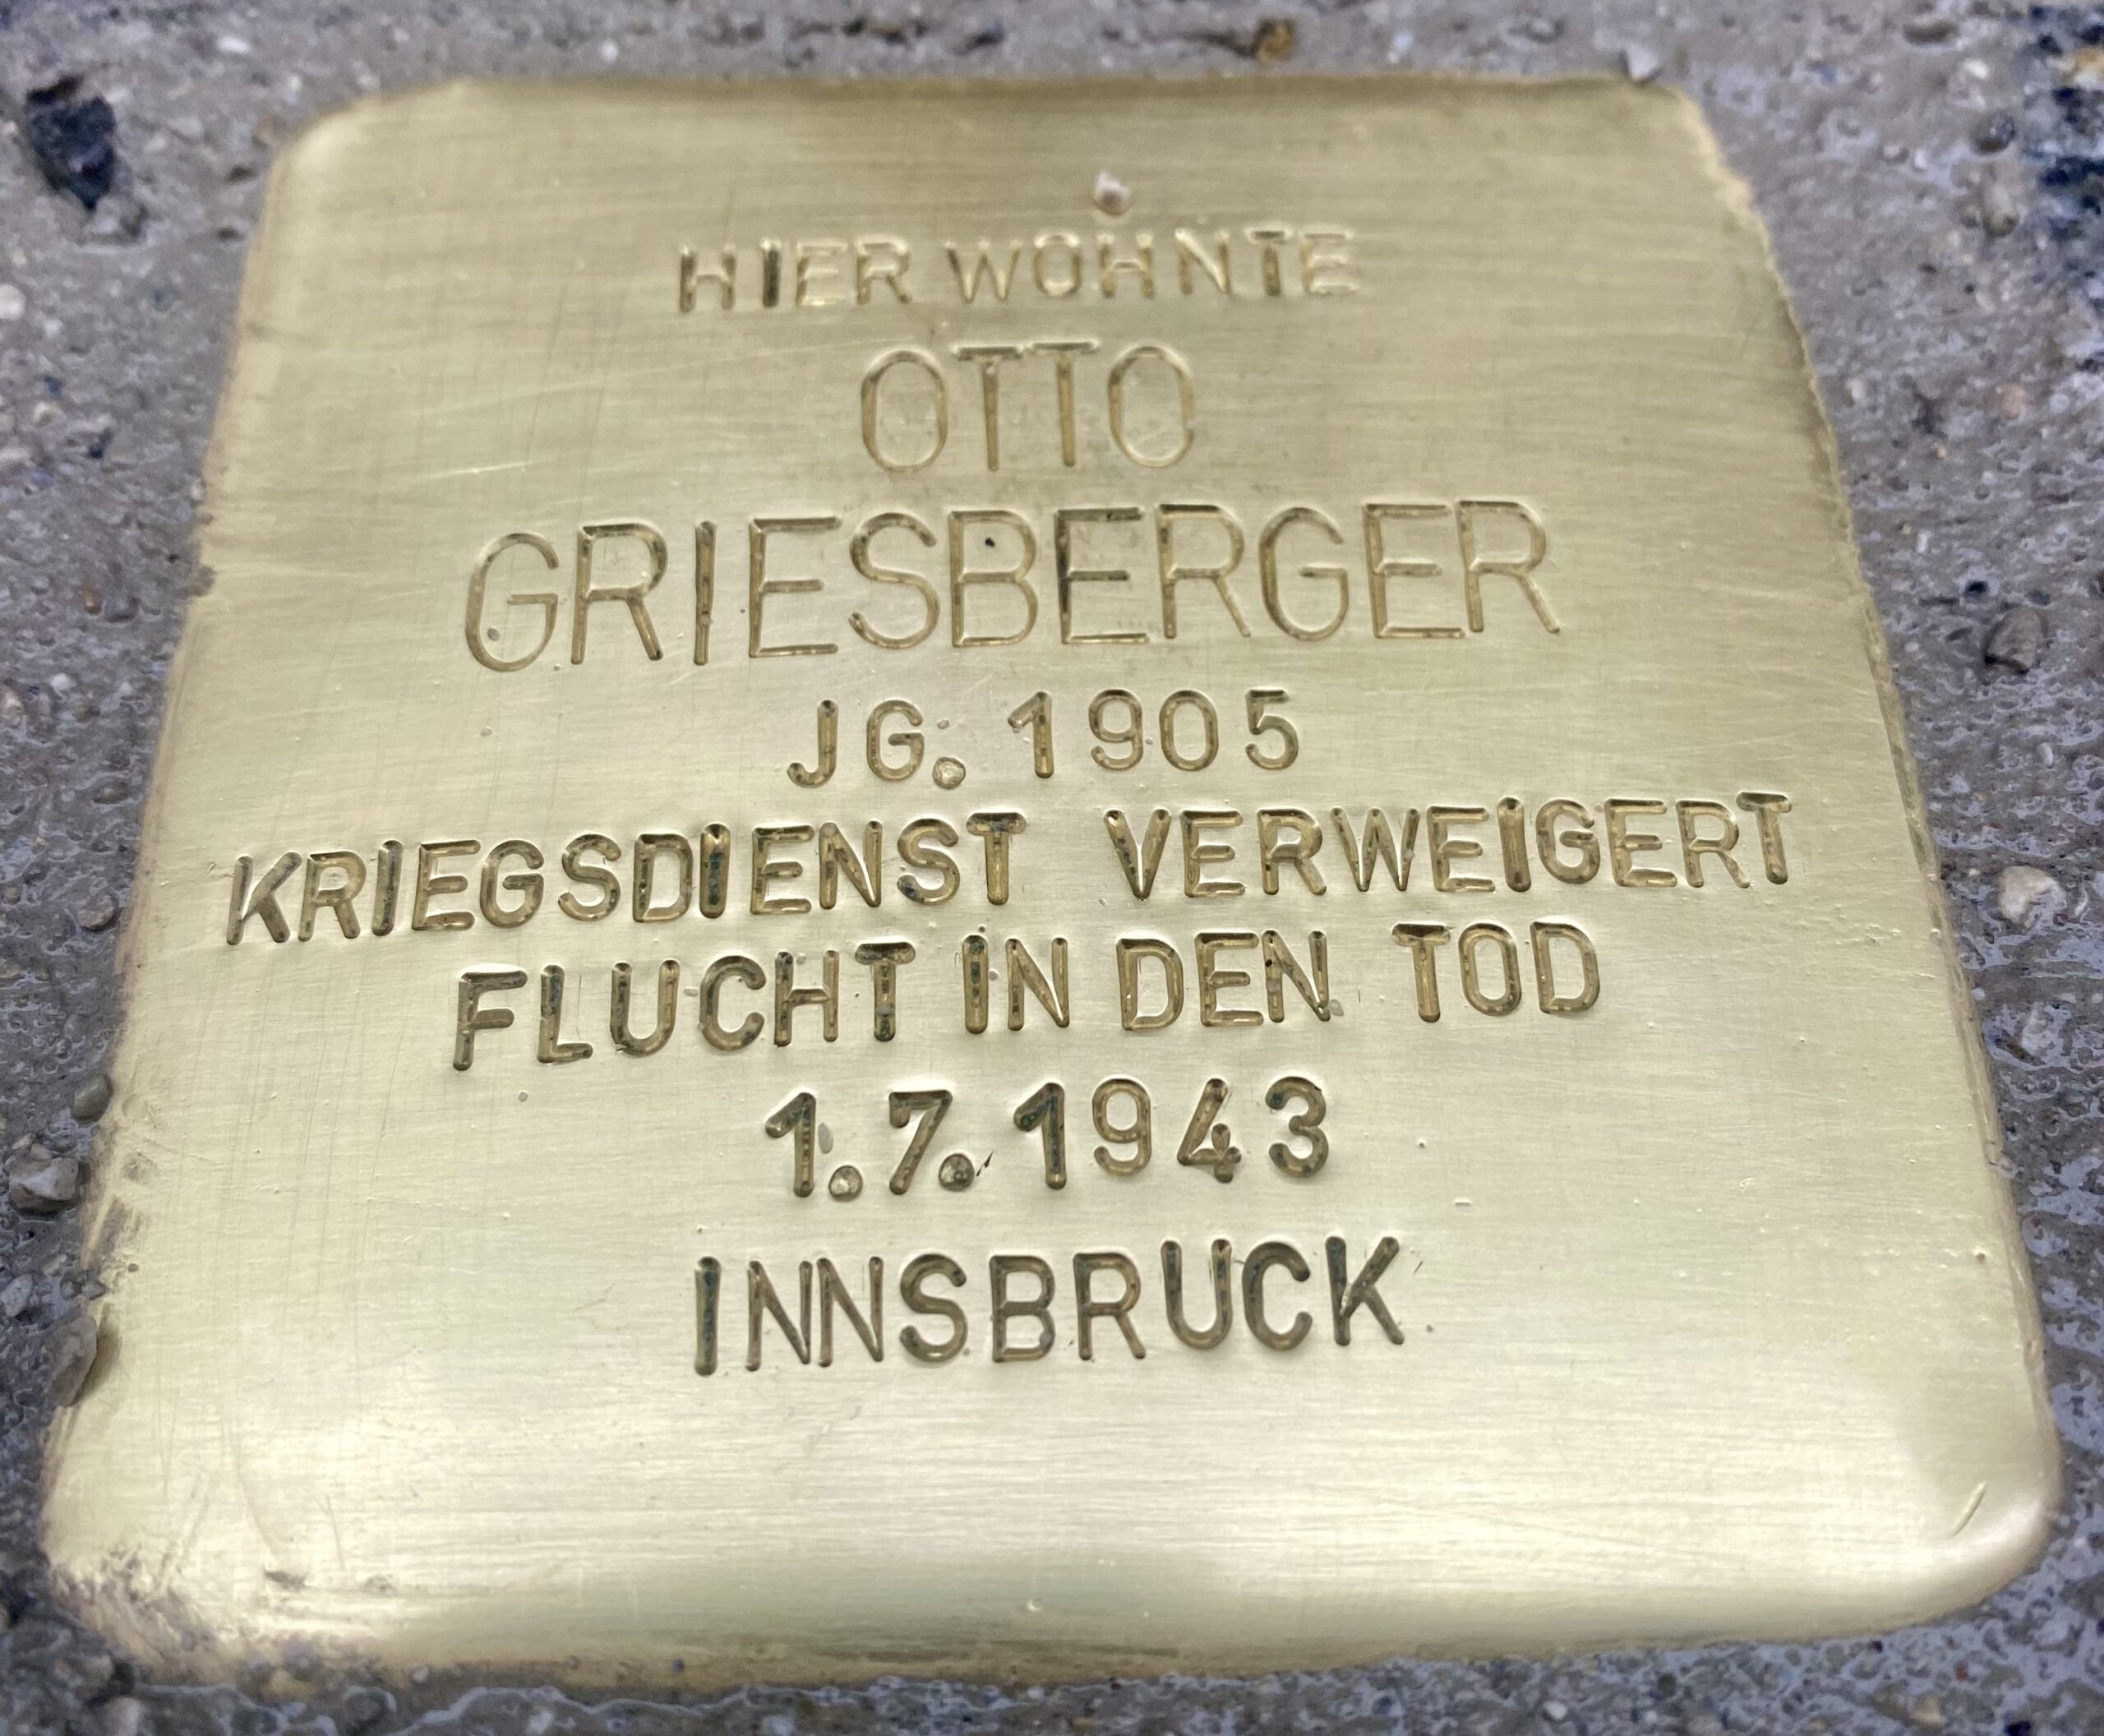 HIER WOHNTE
OTTO
GRIESBERGER
JG. 1905
KRIEGSDIENST VERWEIGERT
FLUCHT IN DEN TOD
1.7.1943
INNSBRUCK